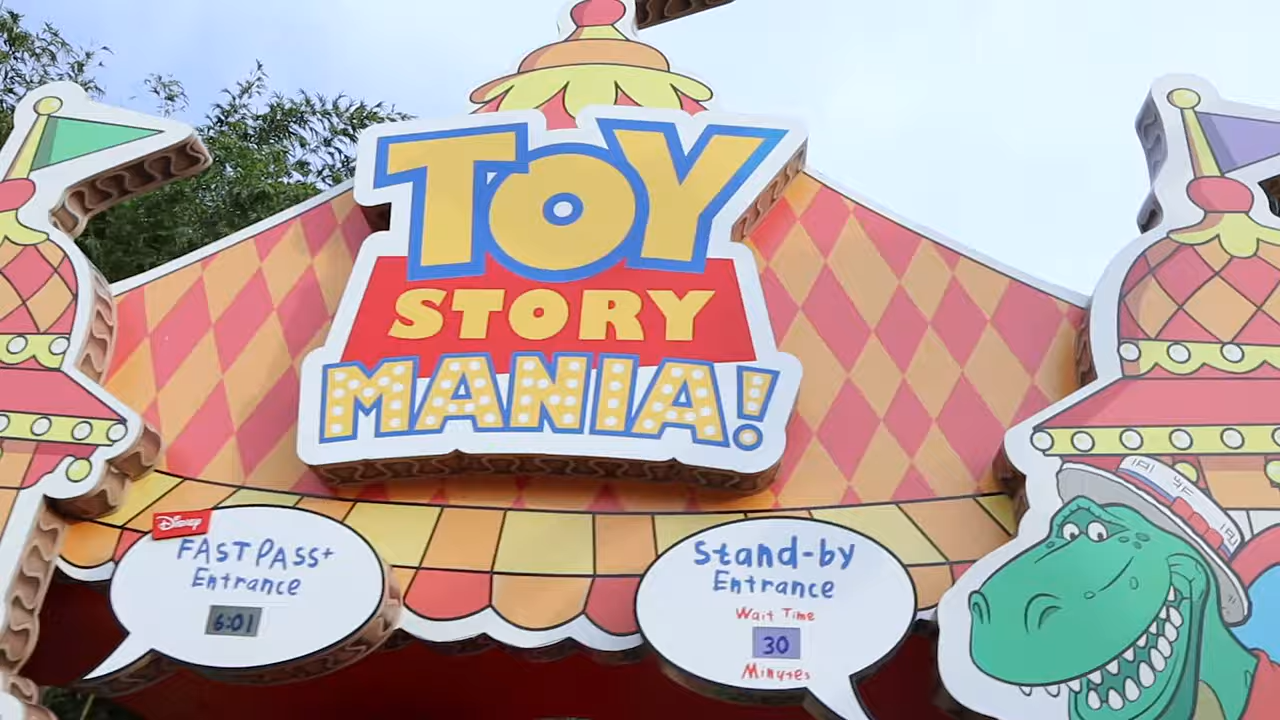 TOY
STORY
MANIA!
Disney
FASTPASS+
Entrance
6:01
Stand-by
Entrance
Wait Time
30
Minutes